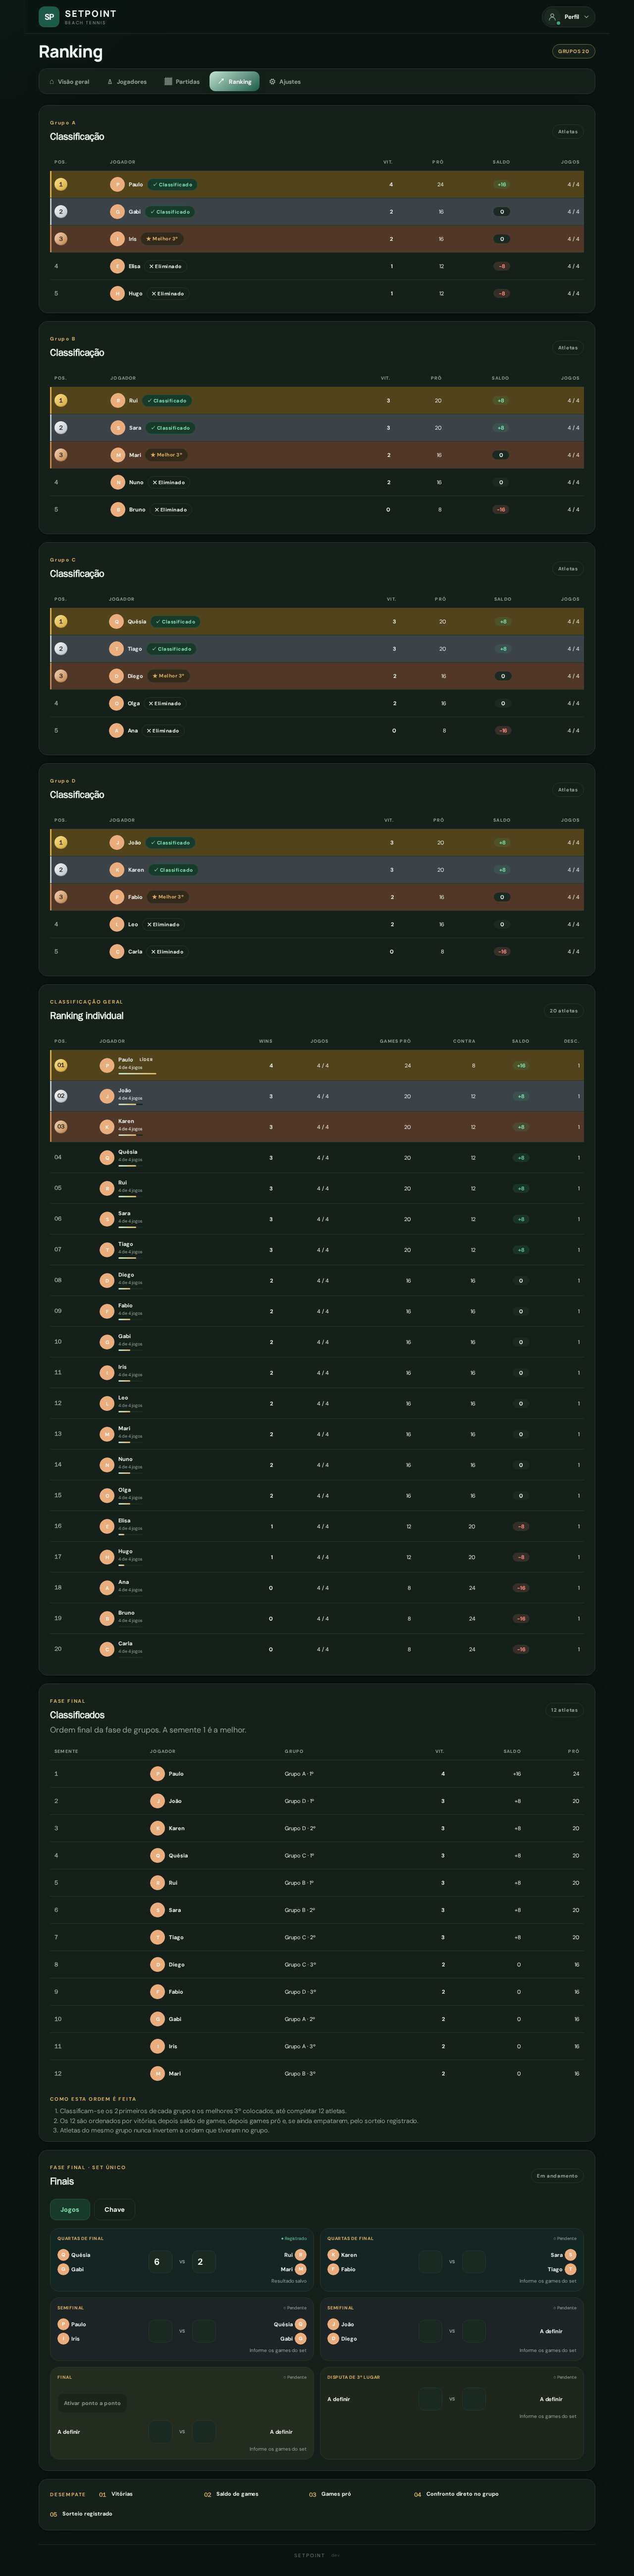 SP SETPOINT
BEACH TENNIS
Perfil
Ranking
GRUPOS 20
Visão geral Jogadores Partidas Ranking Ajustes
Grupo A
Classificação
Atletas
POS. JOGADOR VIT. PRÓ SALDO JOGOS
1 P Paulo ✓ Classificado 4 24 +16 4 / 4
2 G Gabi ✓ Classificado 2 16 0 4 / 4
3 I Iris ★ Melhor 3º 2 16 0 4 / 4
4 E Elisa ✕ Eliminado 1 12 -8 4 / 4
5 H Hugo ✕ Eliminado 1 12 -8 4 / 4
Grupo B
Classificação
Atletas
POS. JOGADOR VIT. PRÓ SALDO JOGOS
1 R Rui ✓ Classificado 3 20 +8 4 / 4
2 S Sara ✓ Classificado 3 20 +8 4 / 4
3 M Mari ★ Melhor 3º 2 16 0 4 / 4
4 N Nuno ✕ Eliminado 2 16 0 4 / 4
5 B Bruno ✕ Eliminado 0 8 -16 4 / 4
Grupo C
Classificação
Atletas
POS. JOGADOR VIT. PRÓ SALDO JOGOS
1 Q Quésia ✓ Classificado 3 20 +8 4 / 4
2 T Tiago ✓ Classificado 3 20 +8 4 / 4
3 D Diego ★ Melhor 3º 2 16 0 4 / 4
4 O Olga ✕ Eliminado 2 16 0 4 / 4
5 A Ana ✕ Eliminado 0 8 -16 4 / 4
Grupo D
Classificação
Atletas
POS. JOGADOR VIT. PRÓ SALDO JOGOS
1 J João ✓ Classificado 3 20 +8 4 / 4
2 K Karen ✓ Classificado 3 20 +8 4 / 4
3 F Fabio ★ Melhor 3º 2 16 0 4 / 4
4 L Leo ✕ Eliminado 2 16 0 4 / 4
5 C Carla ✕ Eliminado 0 8 -16 4 / 4
CLASSIFICAÇÃO GERAL
Ranking individual
20 atletas
POS. JOGADOR WINS JOGOS GAMES PRÓ CONTRA SALDO DESC.
01 P Paulo LÍDER 4 4 / 4 24 8 +16 1
4 de 4 jogos
02 J João 3 4 / 4 20 12 +8 1
4 de 4 jogos
03 K Karen 3 4 / 4 20 12 +8 1
4 de 4 jogos
04 Q Quésia 3 4 / 4 20 12 +8 1
4 de 4 jogos
05 R Rui 3 4 / 4 20 12 +8 1
4 de 4 jogos
06 S Sara 3 4 / 4 20 12 +8 1
4 de 4 jogos
07 T Tiago 3 4 / 4 20 12 +8 1
4 de 4 jogos
08 D Diego 2 4 / 4 16 16 0 1
4 de 4 jogos
09 F Fabio 2 4 / 4 16 16 0 1
4 de 4 jogos
10 G Gabi 2 4 / 4 16 16 0 1
4 de 4 jogos
11 I Iris 2 4 / 4 16 16 0 1
4 de 4 jogos
12 L Leo 2 4 / 4 16 16 0 1
4 de 4 jogos
13 M Mari 2 4 / 4 16 16 0 1
4 de 4 jogos
14 N Nuno 2 4 / 4 16 16 0 1
4 de 4 jogos
15 O Olga 2 4 / 4 16 16 0 1
4 de 4 jogos
16 E Elisa 1 4 / 4 12 20 -8 1
4 de 4 jogos
17 H Hugo 1 4 / 4 12 20 -8 1
4 de 4 jogos
18 A Ana 0 4 / 4 8 24 -16 1
4 de 4 jogos
19 B Bruno 0 4 / 4 8 24 -16 1
4 de 4 jogos
20 C Carla 0 4 / 4 8 24 -16 1
4 de 4 jogos
FASE FINAL
Classificados
12 atletas
Ordem final da fase de grupos. A semente 1 é a melhor.
SEMENTE JOGADOR GRUPO VIT. SALDO PRÓ
1 P Paulo Grupo A · 1º 4 +16 24
2 J João Grupo D · 1º 3 +8 20
3 K Karen Grupo D · 2º 3 +8 20
4 Q Quésia Grupo C · 1º 3 +8 20
5 R Rui Grupo B · 1º 3 +8 20
6 S Sara Grupo B · 2º 3 +8 20
7 T Tiago Grupo C · 2º 3 +8 20
8 D Diego Grupo C · 3º 2 0 16
9 F Fabio Grupo D · 3º 2 0 16
10 G Gabi Grupo A · 2º 2 0 16
11 I Iris Grupo A · 3º 2 0 16
12 M Mari Grupo B · 3º 2 0 16
COMO ESTA ORDEM É FEITA
1. Classificam-se os 2 primeiros de cada grupo e os melhores 3º colocados, até completar 12 atletas.
2. Os 12 são ordenados por vitórias, depois saldo de games, depois games pró e, se ainda empatarem, pelo sorteio registrado.
3. Atletas do mesmo grupo nunca invertem a ordem que tiveram no grupo.
FASE FINAL · SET ÚNICO
Finais
Em andamento
Jogos Chave
QUARTAS DE FINAL Registrado
Q Quésia 6 VS 2 Rui R
G Gabi Mari M
Resultado salvo
QUARTAS DE FINAL Pendente
K Karen VS Sara S
F Fabio Tiago T
Informe os games do set
SEMIFINAL Pendente
P Paulo VS Quésia Q
I Iris Gabi G
Informe os games do set
SEMIFINAL Pendente
J João VS A definir
D Diego
Informe os games do set
FINAL Pendente
Ativar ponto a ponto
A definir VS A definir
Informe os games do set
DISPUTA DE 3º LUGAR Pendente
A definir VS A definir
Informe os games do set
DESEMPATE 01 Vitórias 02 Saldo de games 03 Games pró 04 Confronto direto no grupo
05 Sorteio registrado
SETPOINT